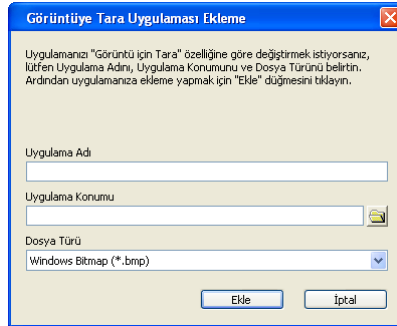 Görüntüye Tara Uygulaması Ekleme
Uygulamanızı "Görüntü için Tara" özelliğine göre değiştirmek istiyorsanız,
lütfen Uygulama Adını, Uygulama Konumunu ve Dosya Türünü belirtin.
Ardından uygulamanıza ekleme yapmak için "Ekle" düğmesini tıklayın.
Uygulama Adı
Uygulama Konumu
Dosya Türü
Windows Bitmap (*.bmp)
Ekle İptal